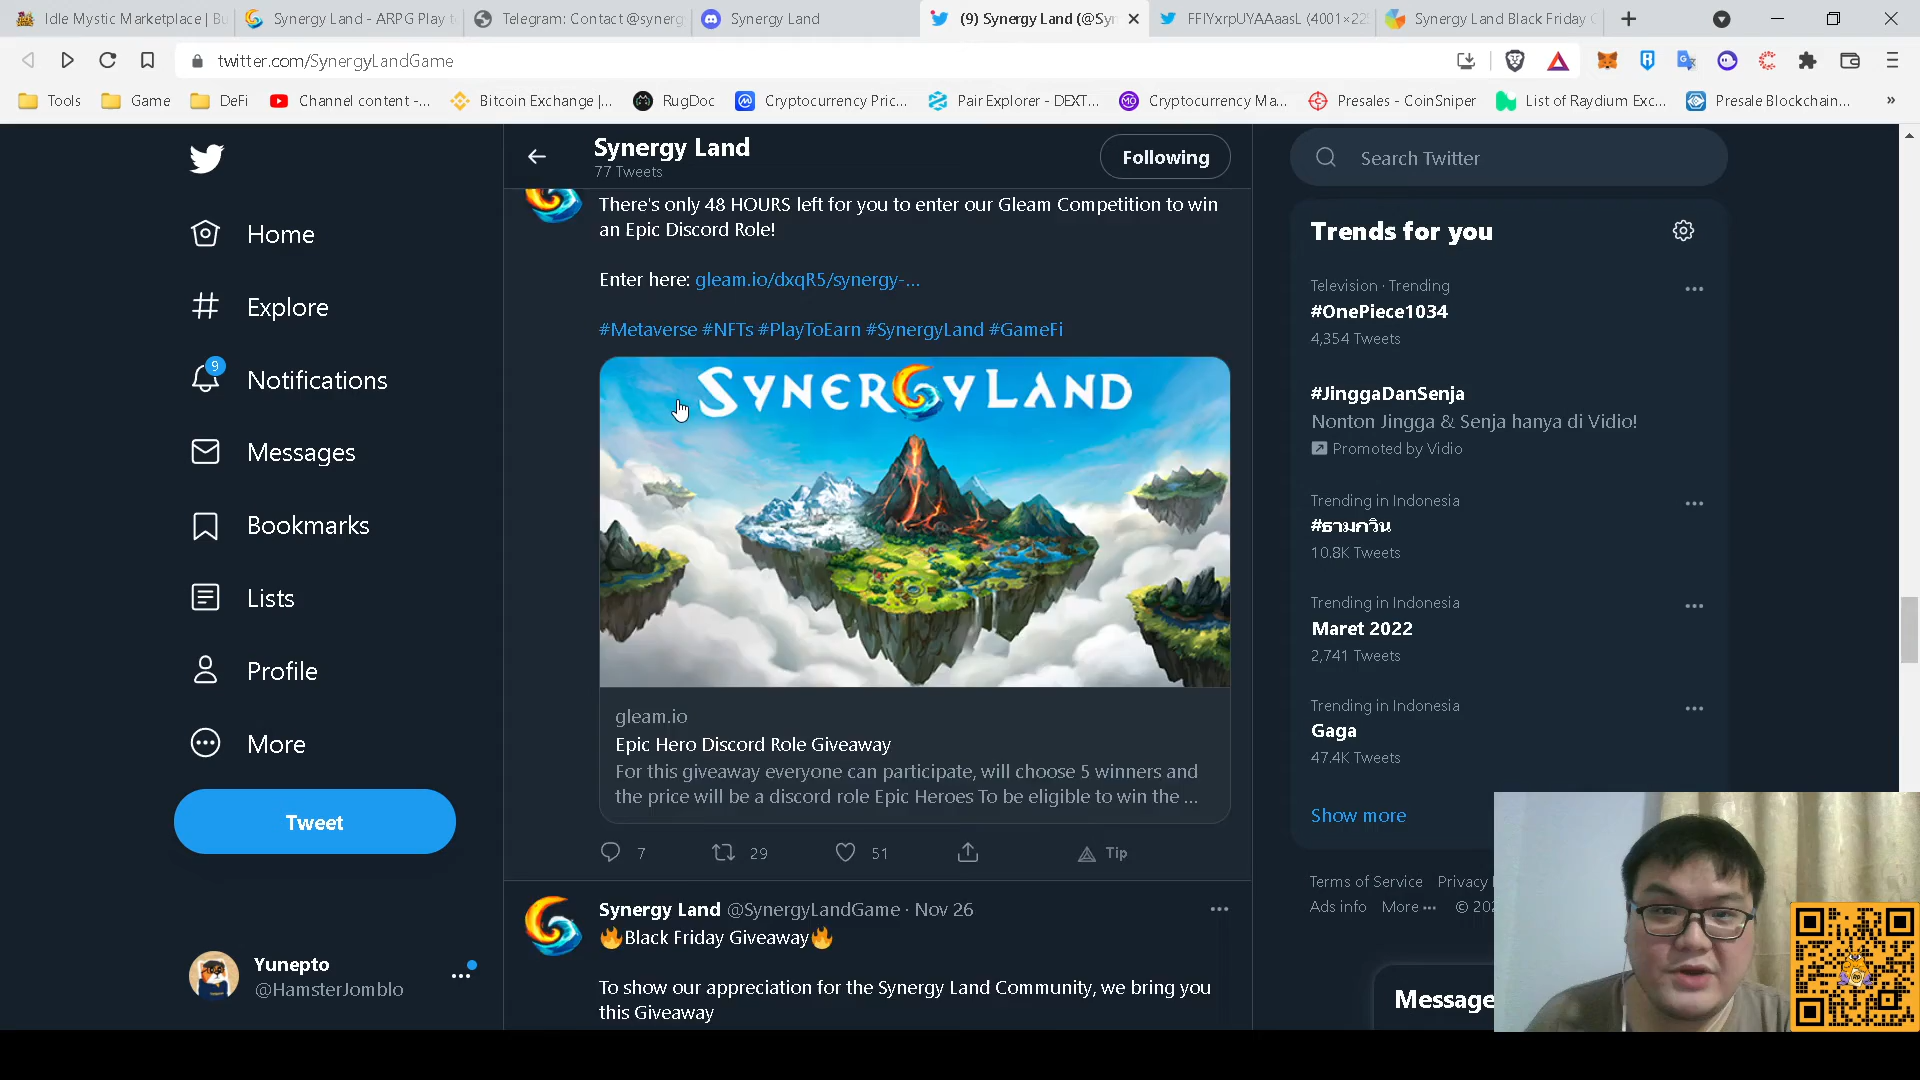 Idle Mystic Marketplace | Bu
Synergy Land - ARPG Play to
Telegram: Contact @synerg
Synergy Land
(9) Synergy Land (@Syn
FFIYxrpUYAAaasL (4001×225
Synergy Land Black Friday G
twitter.com/SynergyLandGame
Tools
Game
DeFi
Channel content -...
Bitcoin Exchange |...
RugDoc
Cryptocurrency Pric...
Pair Explorer - DEXT...
Cryptocurrency Ma...
Presales - CoinSniper
List of Raydium Exc...
Presale Blockchain...
»
Home
Explore
9
Notifications
Messages
Bookmarks
Lists
Profile
More
Tweet
Yunepto
@HamsterJomblo
Synergy Land
77 Tweets
Following
There's only 48 HOURS left for you to enter our Gleam Competition to win
an Epic Discord Role!
Enter here: gleam.io/dxqR5/synergy-...
#Metaverse #NFTs #PlayToEarn #SynergyLand #GameFi
SYNERGYLAND
gleam.io
Epic Hero Discord Role Giveaway
For this giveaway everyone can participate, will choose 5 winners and
the price will be a discord role Epic Heroes To be eligible to win the ...
7
29
51
Tip
Synergy Land @SynergyLandGame · Nov 26
🔥Black Friday Giveaway🔥
To show our appreciation for the Synergy Land Community, we bring you
this Giveaway
Search Twitter
Trends for you
Television · Trending
#OnePiece1034
4,354 Tweets
#JinggaDanSenja
Nonton Jingga & Senja hanya di Vidio!
Promoted by Vidio
Trending in Indonesia
#ธามภวิน
10.8K Tweets
Trending in Indonesia
Maret 2022
2,741 Tweets
Trending in Indonesia
Gaga
47.4K Tweets
Show more
Terms of Service Privacy
Ads info More ··· © 202
Message